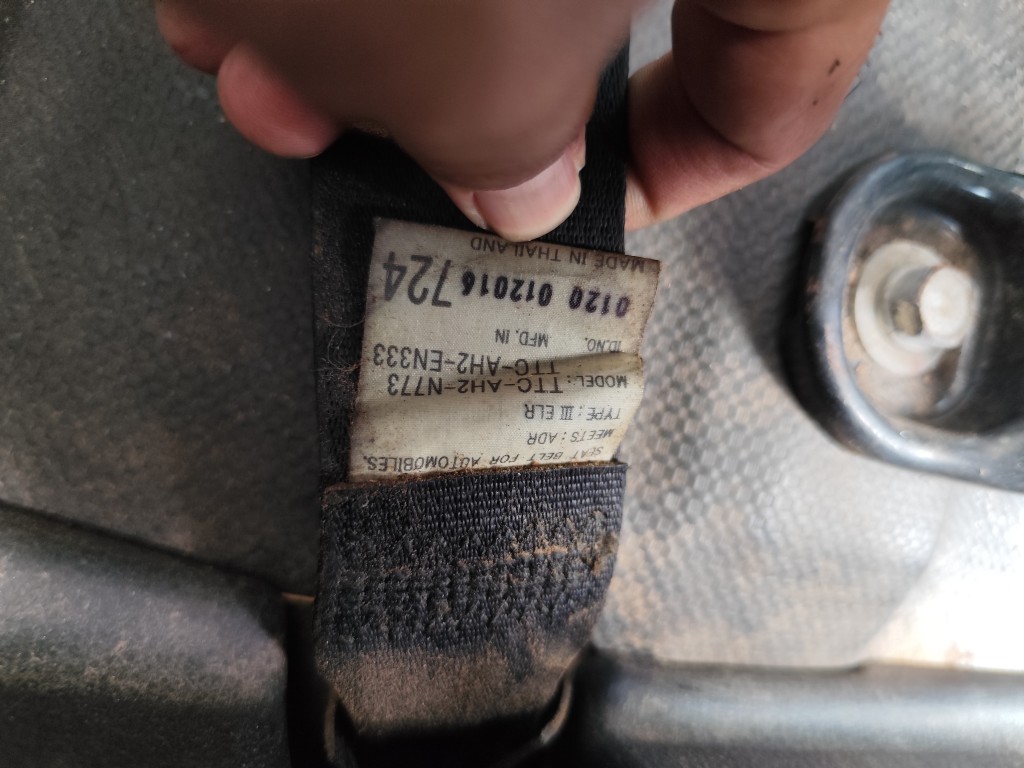 SEAT BELT FOR AUTOMOBILES.
MEETS: ADR
TYPE: III ELR
MODEL: TTC-AH2-N773
TTC-AH2-EN333
ID.NO. MFD. IN
0120 012016 724
MADE IN THAILAND